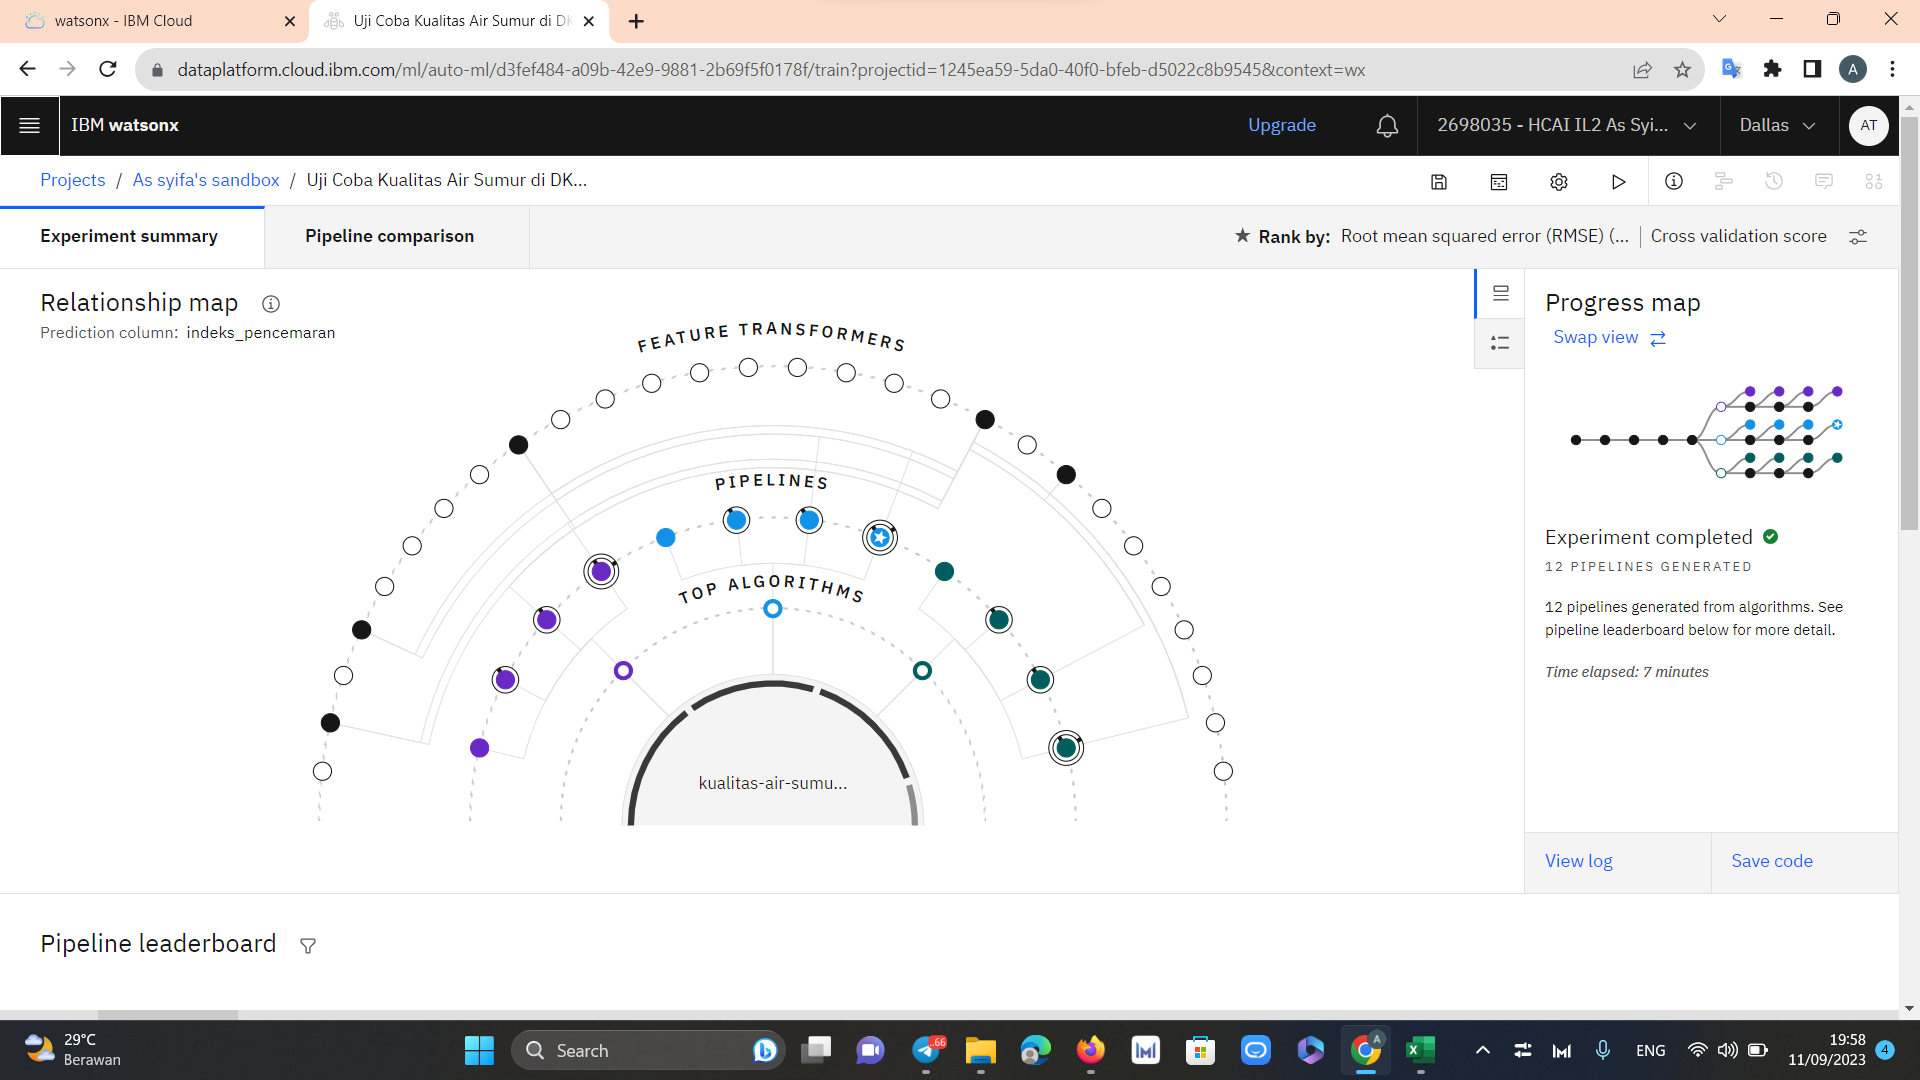 watsonx - IBM Cloud
Uji Coba Kualitas Air Sumur di DK
dataplatform.cloud.ibm.com/ml/auto-ml/d3fef484-a09b-42e9-9881-2b69f5f0178f/train?projectid=1245ea59-5da0-40f0-bfeb-d5022c8b9545&context=wx
A
IBM watsonx
Upgrade
2698035 - HCAI IL2 As Syi...
Dallas
AT
Projects / As syifa's sandbox / Uji Coba Kualitas Air Sumur di DK...
Experiment summary
Pipeline comparison
Rank by: Root mean squared error (RMSE) (... | Cross validation score
Relationship map
Prediction column: indeks_pencemaran
FEATURE TRANSFORMERS
PIPELINES
TOP ALGORITHMS
kualitas-air-sumu...
Progress map
Swap view
Experiment completed
12 PIPELINES GENERATED
12 pipelines generated from algorithms. See
pipeline leaderboard below for more detail.
Time elapsed: 7 minutes
View log
Save code
Pipeline leaderboard
29°C
Berawan
Search
..66
A
ENG
19:58
11/09/2023
4